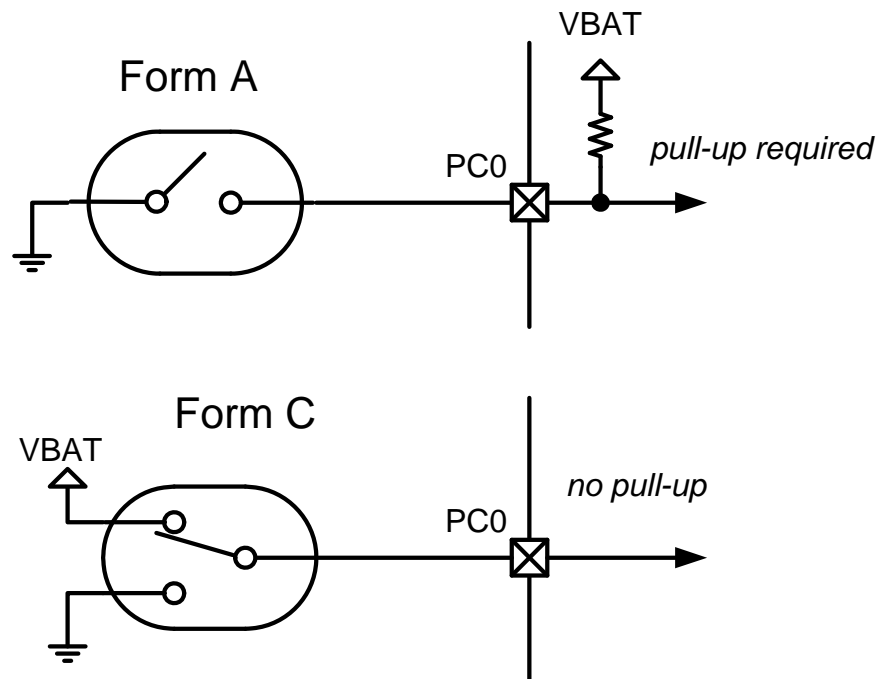 VBAT
Form A
pull-up required
PC0
Form C
VBAT
no pull-up
PC0